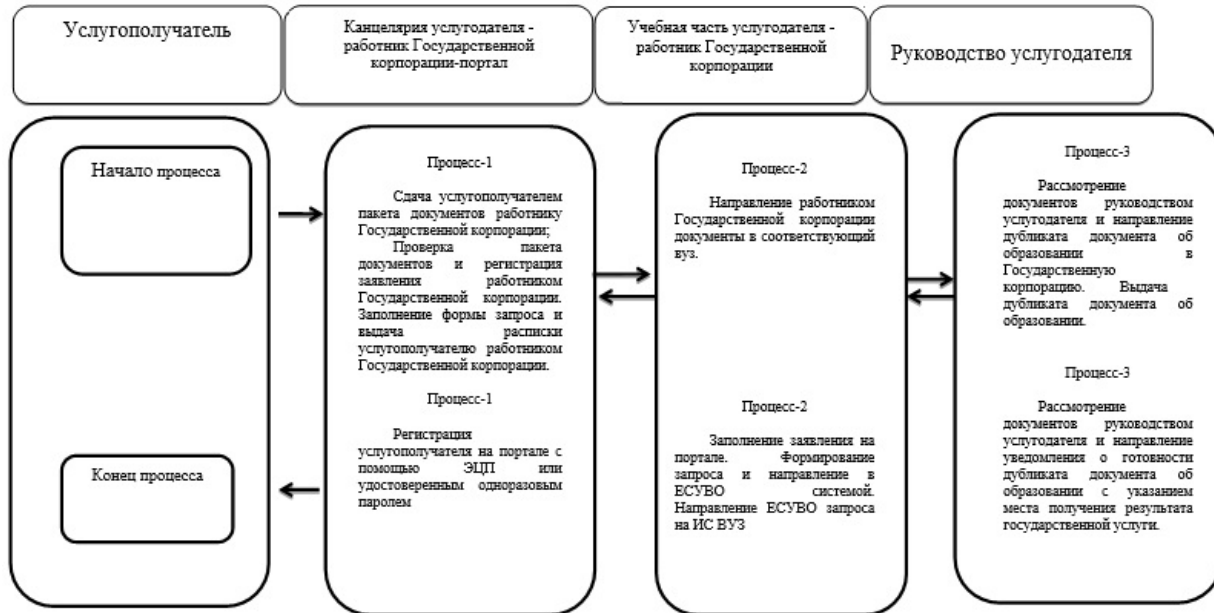 Услугополучатель
Канцелярия услугодателя -
работник Государственной
корпорации-портал
Учебная часть услугодателя -
работник Государственной
корпорации
Руководство услугодателя
Начало процесса
Конец процесса
Процесс-1
Сдача услугополучателем
пакета документов работнику
Государственной корпорации;
Проверка пакета
документов и регистрация
заявления работником
Государственной корпорации.
Заполнение формы запроса и
выдача расписки
услугополучателю работником
Государственной корпорации.
Процесс-1
Регистрация
услугополучателя на портале с
помощью ЭЦП или
удостоверенным одноразовым
паролем
Процесс-2
Направление работником
Государственной корпорации
документы в соответствующий
вуз.
Процесс-2
Заполнение заявления на
портале. Формирование
запроса и направление в
ЕСУВО системой.
Направление ЕСУВО запроса
на ИС ВУЗ
Процесс-3
Рассмотрение
документов руководством
услугодателя и направление
дубликата документа об
образовании в
Государственную
корпорацию. Выдача
дубликата документа об
образовании.
Процесс-3
Рассмотрение
документов руководством
услугодателя и направление
уведомления о готовности
дубликата документа об
образовании с указанием
места получения результата
государственной услуги.